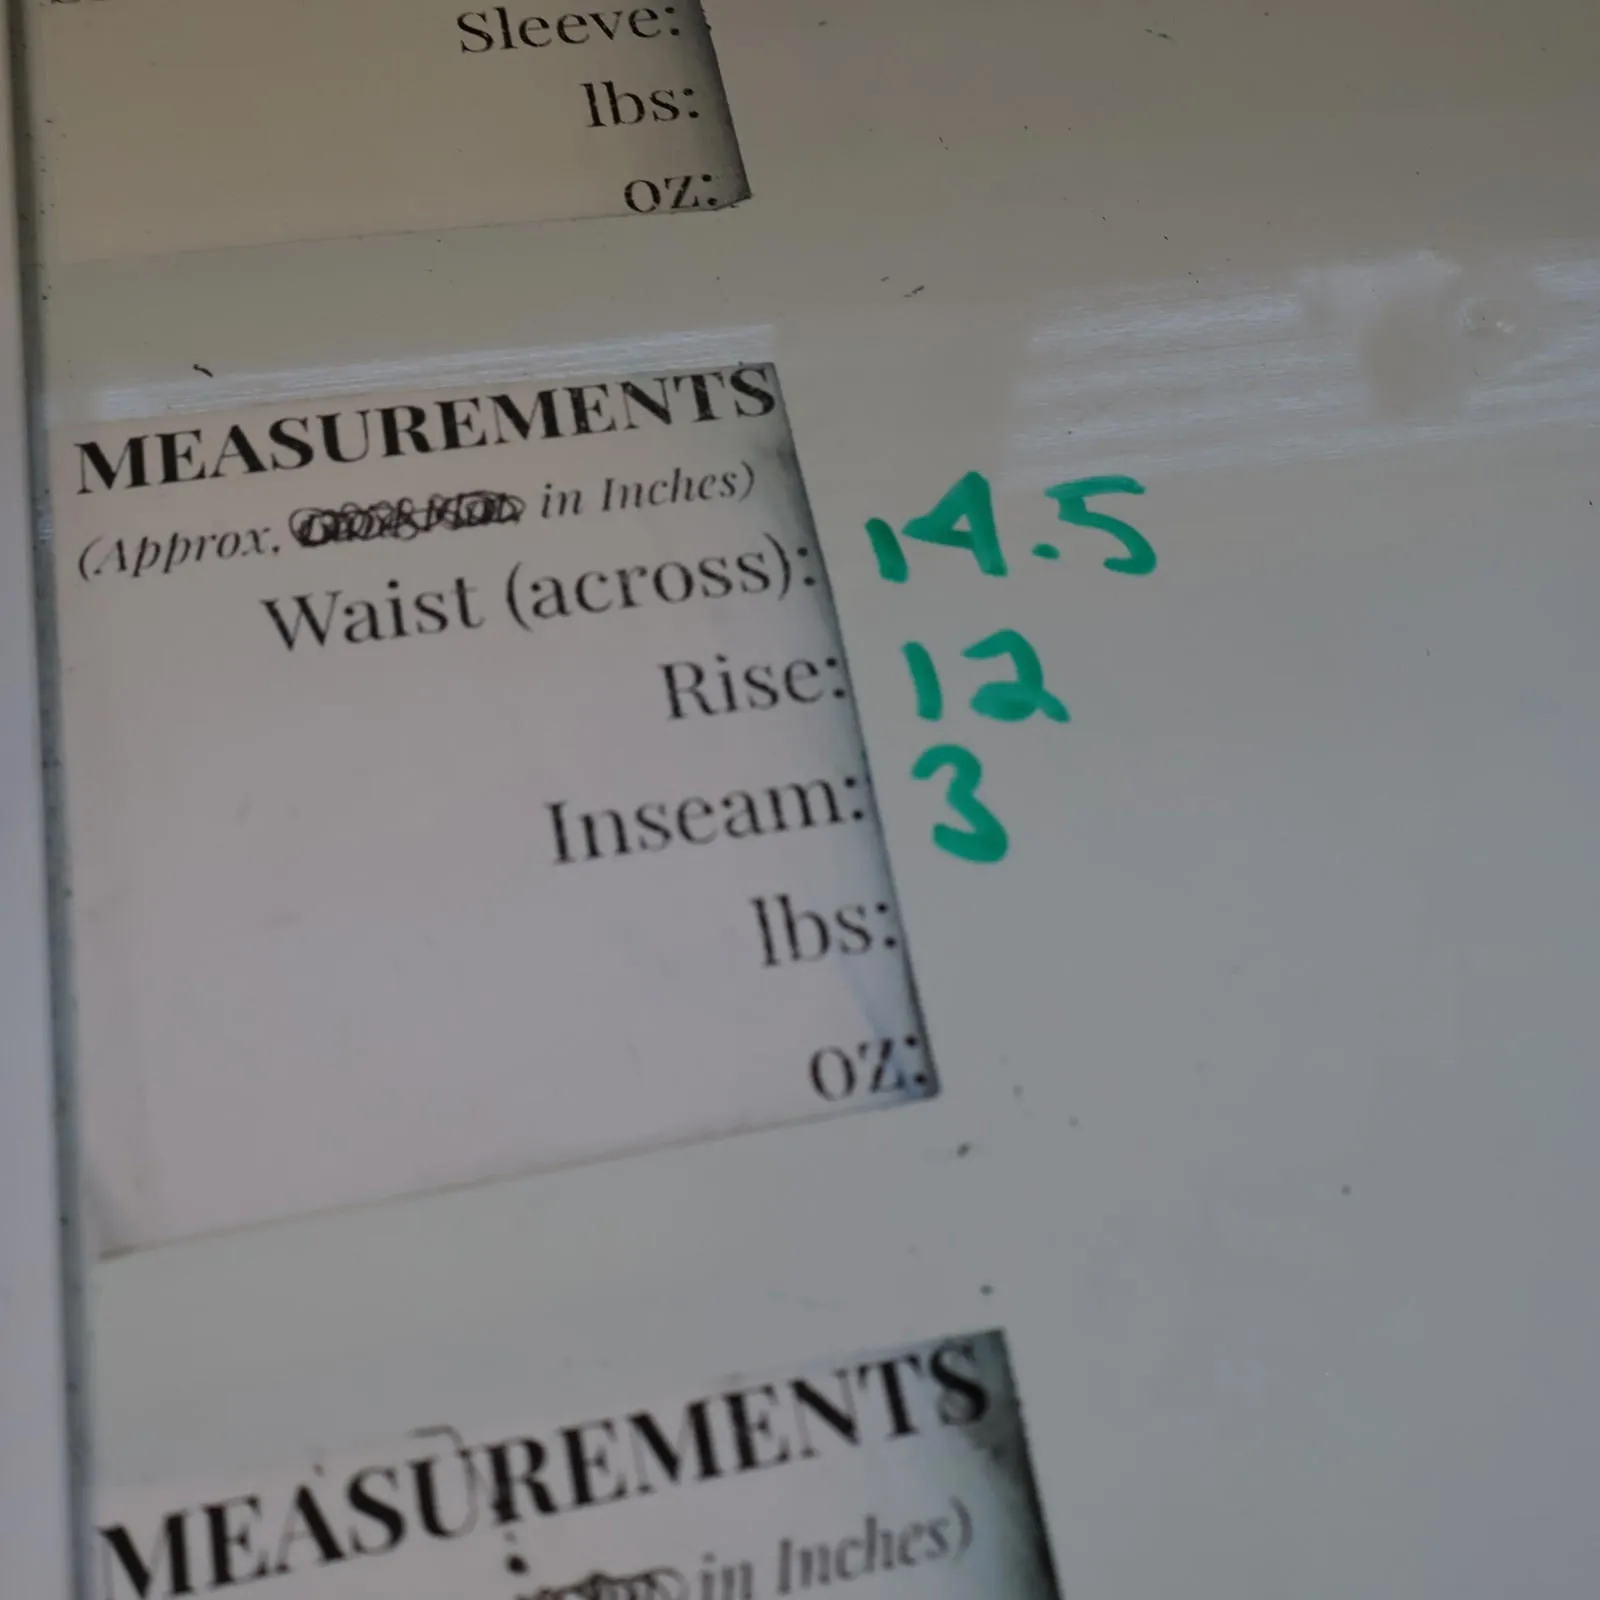 Sleeve:
lbs:
oz:
MEASUREMENTS
(Approx, in Inches)
Waist (across): 14.5
Rise: 12
Inseam: 3
lbs:
oz:
MEASUREMENTS
in Inches)